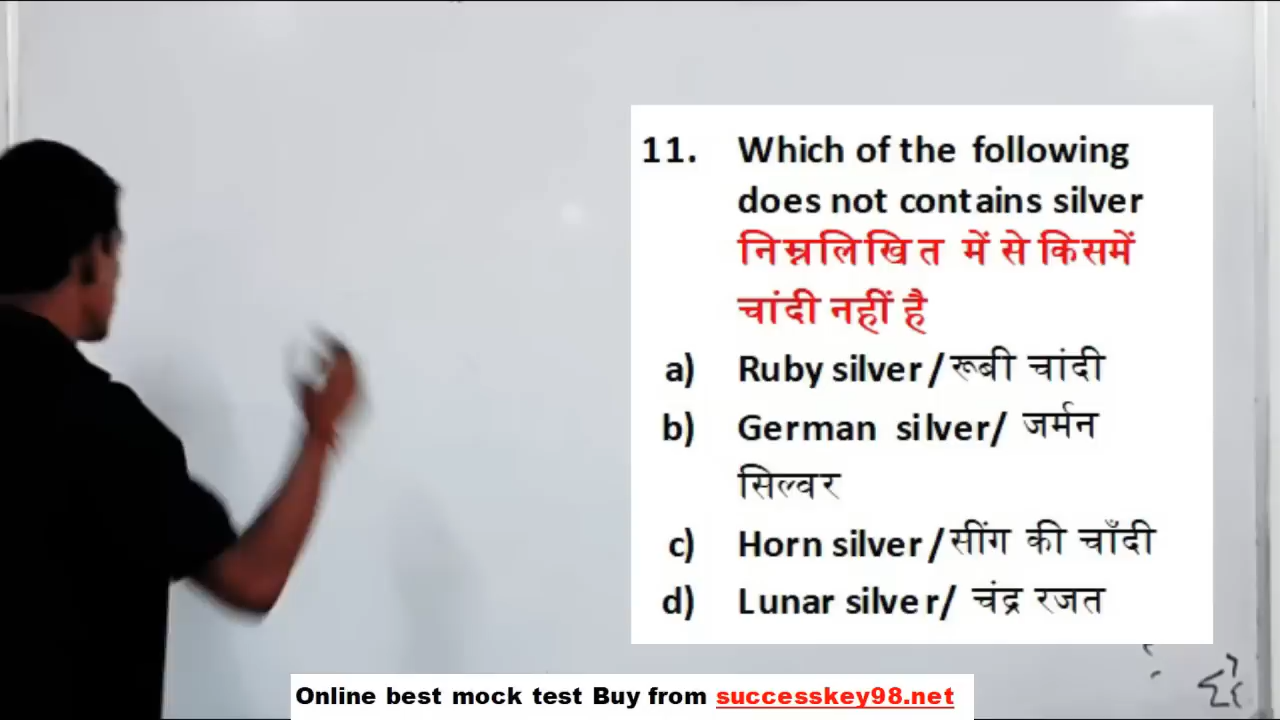 11. Which of the following
does not contains silver
निम्नलिखित में से किसमें
चांदी नहीं है
a) Ruby silver/रूबी चांदी
b) German silver/ जर्मन
सिल्वर
c) Horn silver/सींग की चाँदी
d) Lunar silver/ चंद्र रजत
Online best mock test Buy from successkey98.net